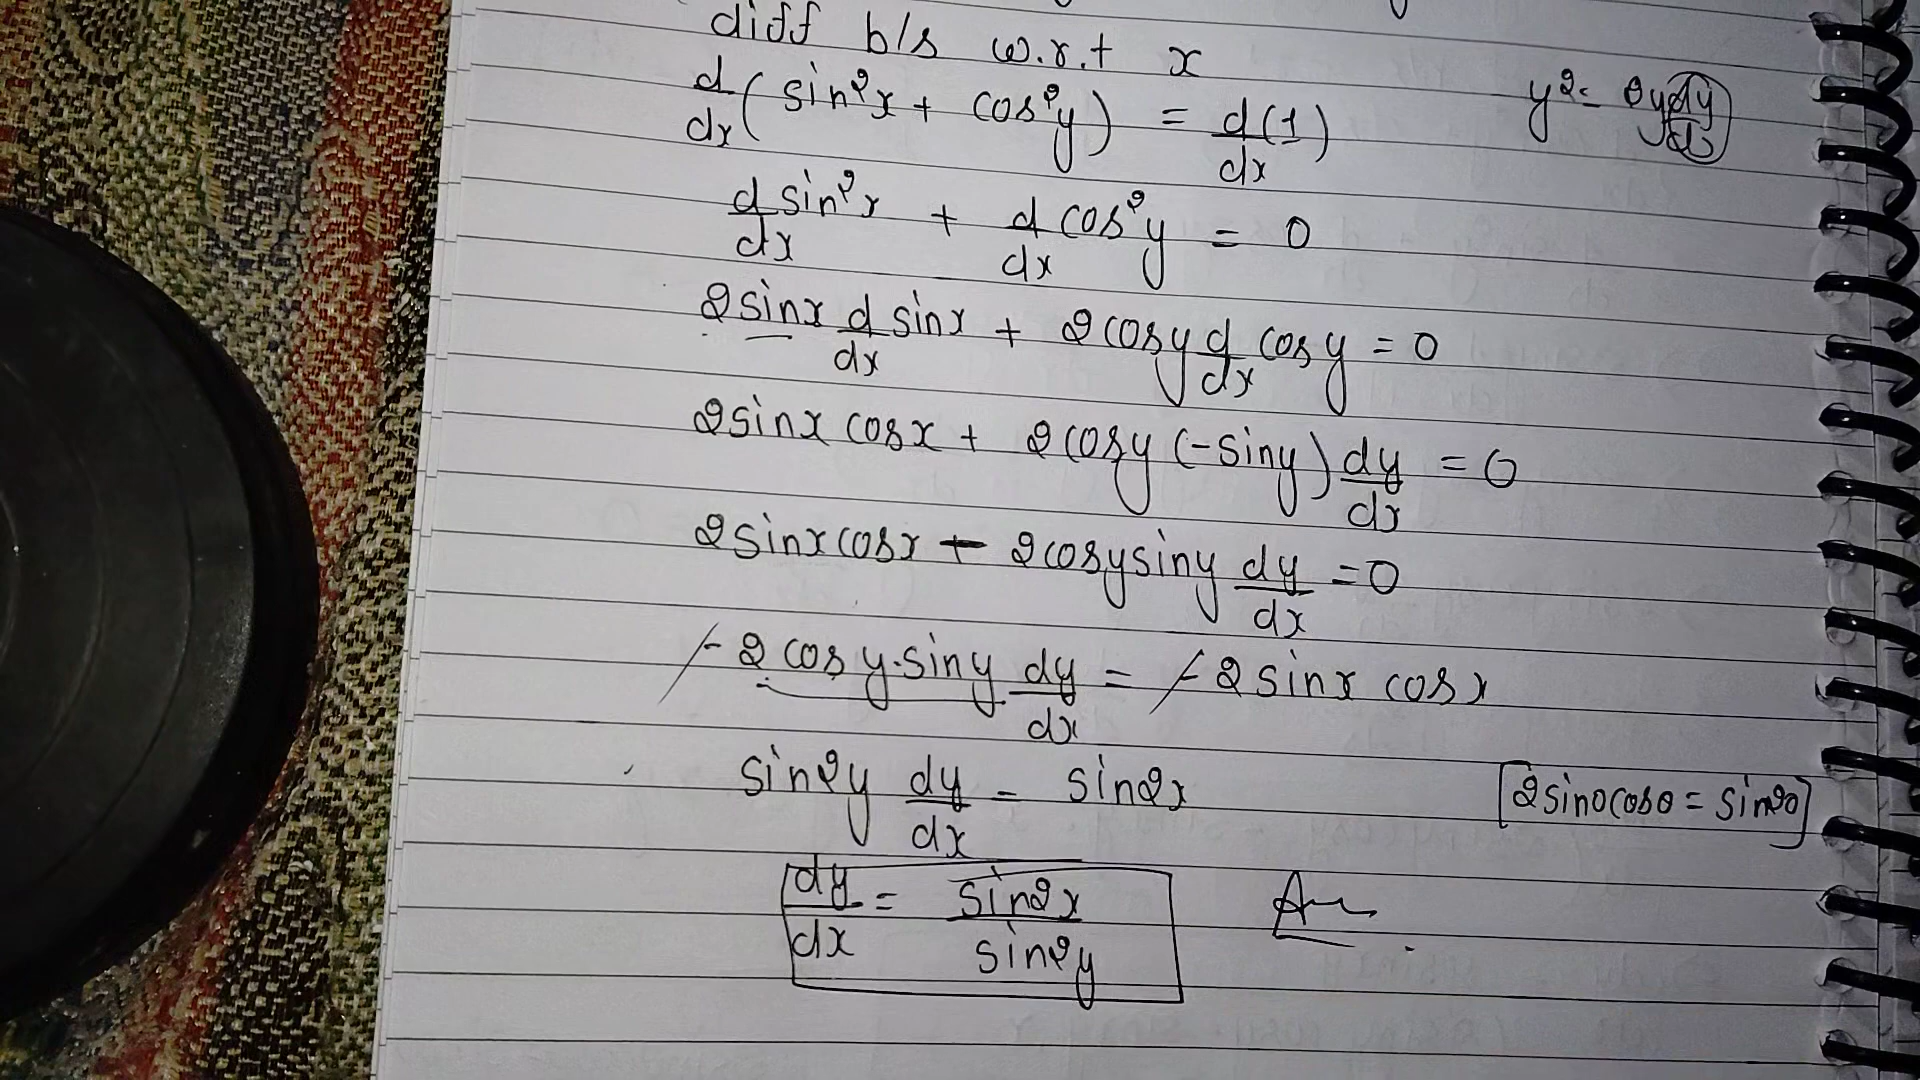 diff b/s w.r.t x
d/dx (sin²x + cos²y) = d(1)/dx
y² = 2y dy/dx
d/dx sin²x + d/dx cos²y = 0
2sinx d/dx sinx + 2cosy d/dx cosy = 0
2sinx cosx + 2cosy (-siny) dy/dx = 0
2sinx cosx - 2cosysiny dy/dx = 0
-2cosy.siny dy/dx = -2sinx cosx
sin2y dy/dx = sin2x
[2sinθcosθ = sin2θ]
dy/dx = sin2x/sin2y
Ans